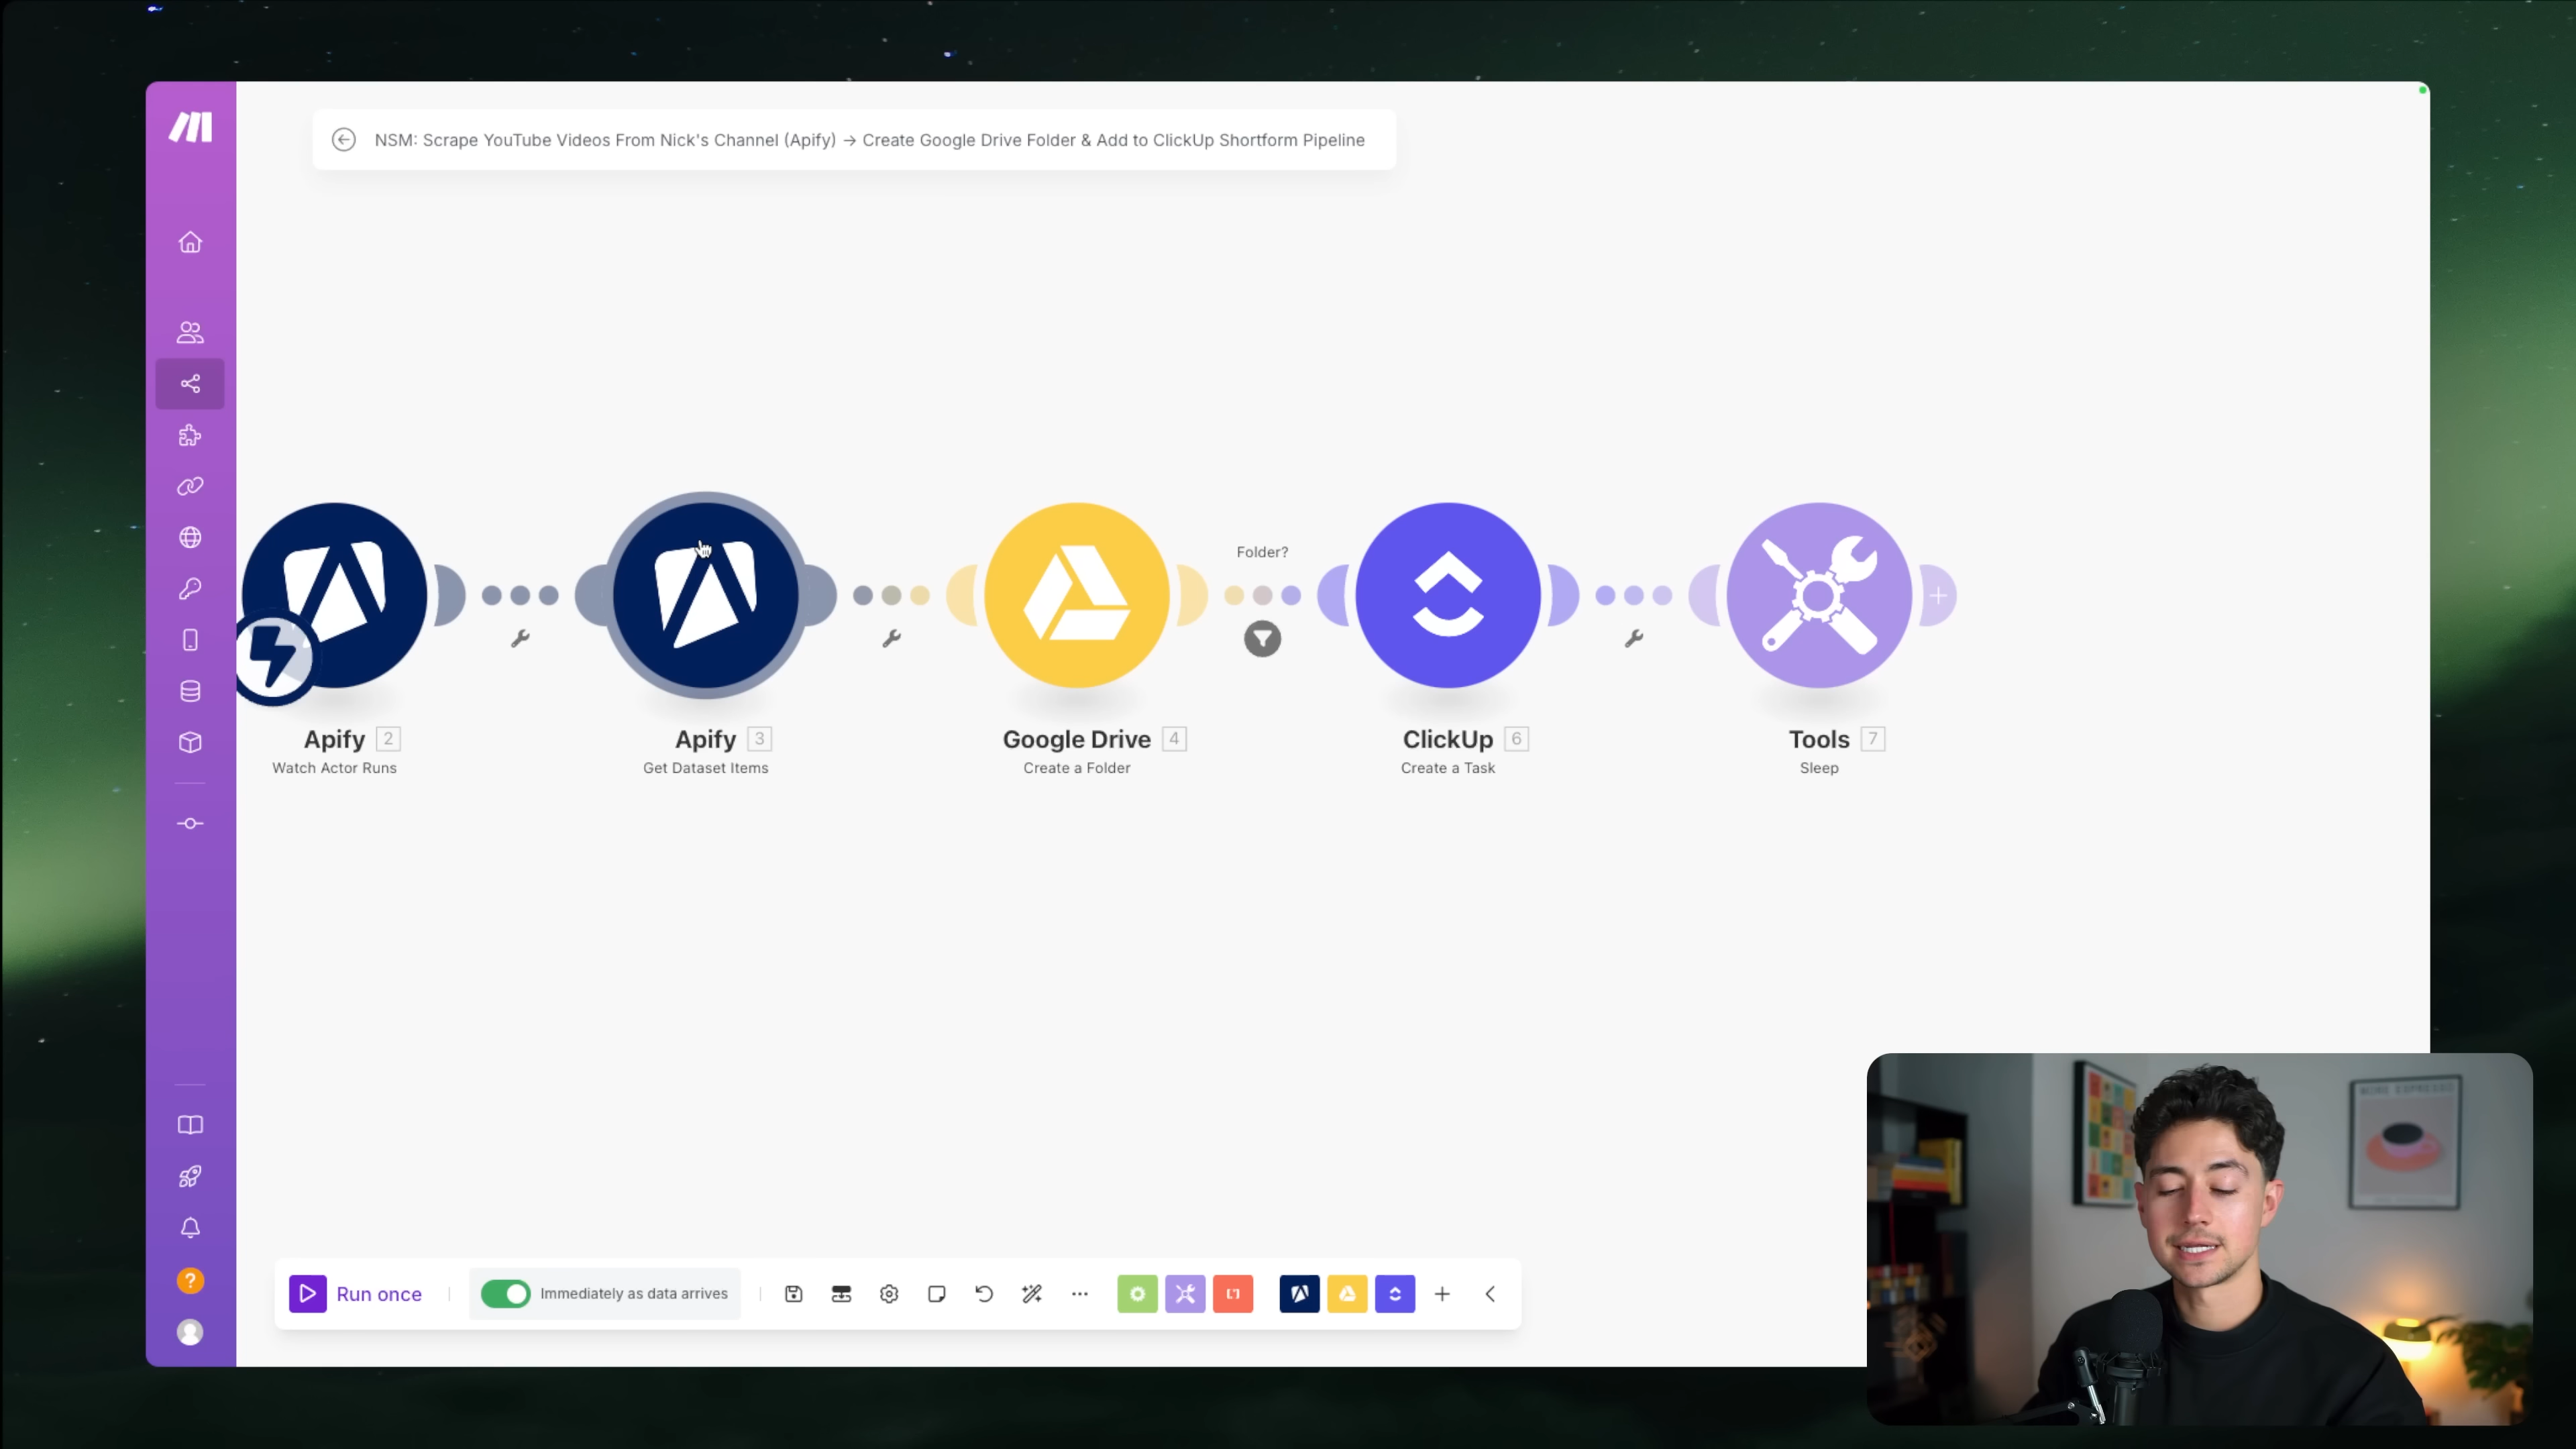 NSM: Scrape YouTube Videos From Nick's Channel (Apify) → Create Google Drive Folder & Add to ClickUp Shortform Pipeline
Folder?
Apify 2
Watch Actor Runs
Apify 3
Get Dataset Items
Google Drive 4
Create a Folder
ClickUp 6
Create a Task
Tools 7
Sleep
?
Run once
Immediately as data arrives